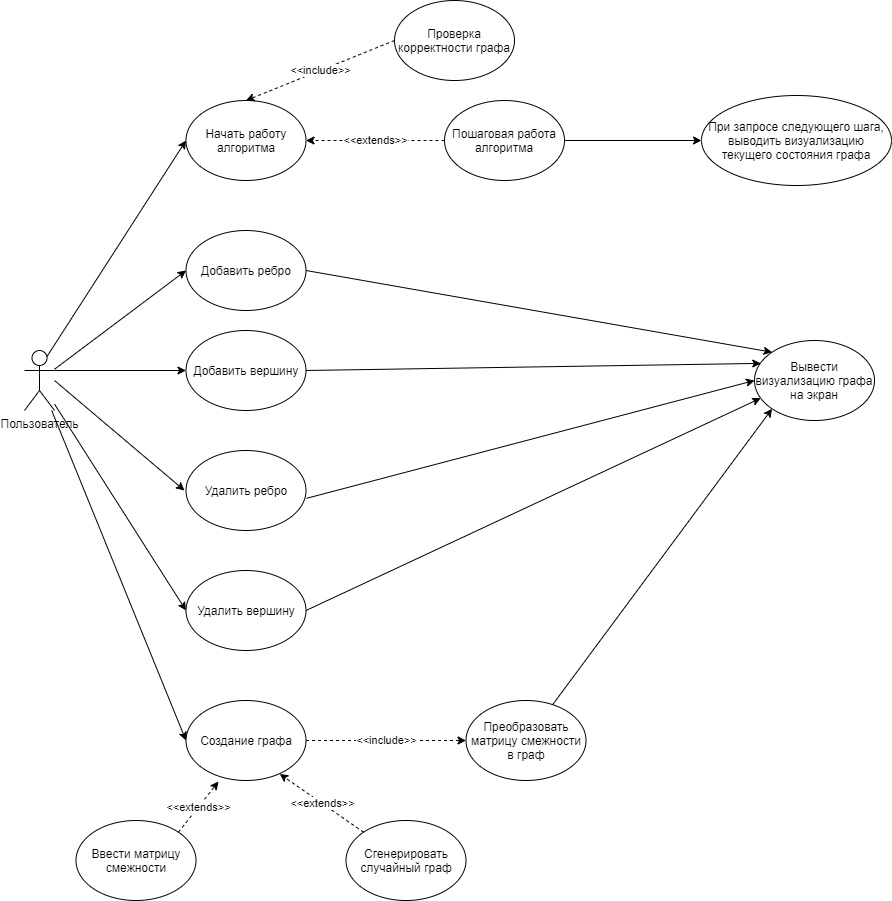 Проверка
корректности графа
<<include>>
Начать работу
алгоритма
<<extends>>
Пошаговая работа
алгоритма
При запросе следующего шага,
выводить визуализацию
текущего состояния графа
Добавить ребро
Добавить вершину
Вывести
визуализацию графа
на экран
Пользователь
Удалить ребро
Удалить вершину
Создание графа
<<include>>
Преобразовать
матрицу смежности
в граф
<<extends>>
<<extends>>
Ввести матрицу
смежности
Сгенерировать
случайный граф